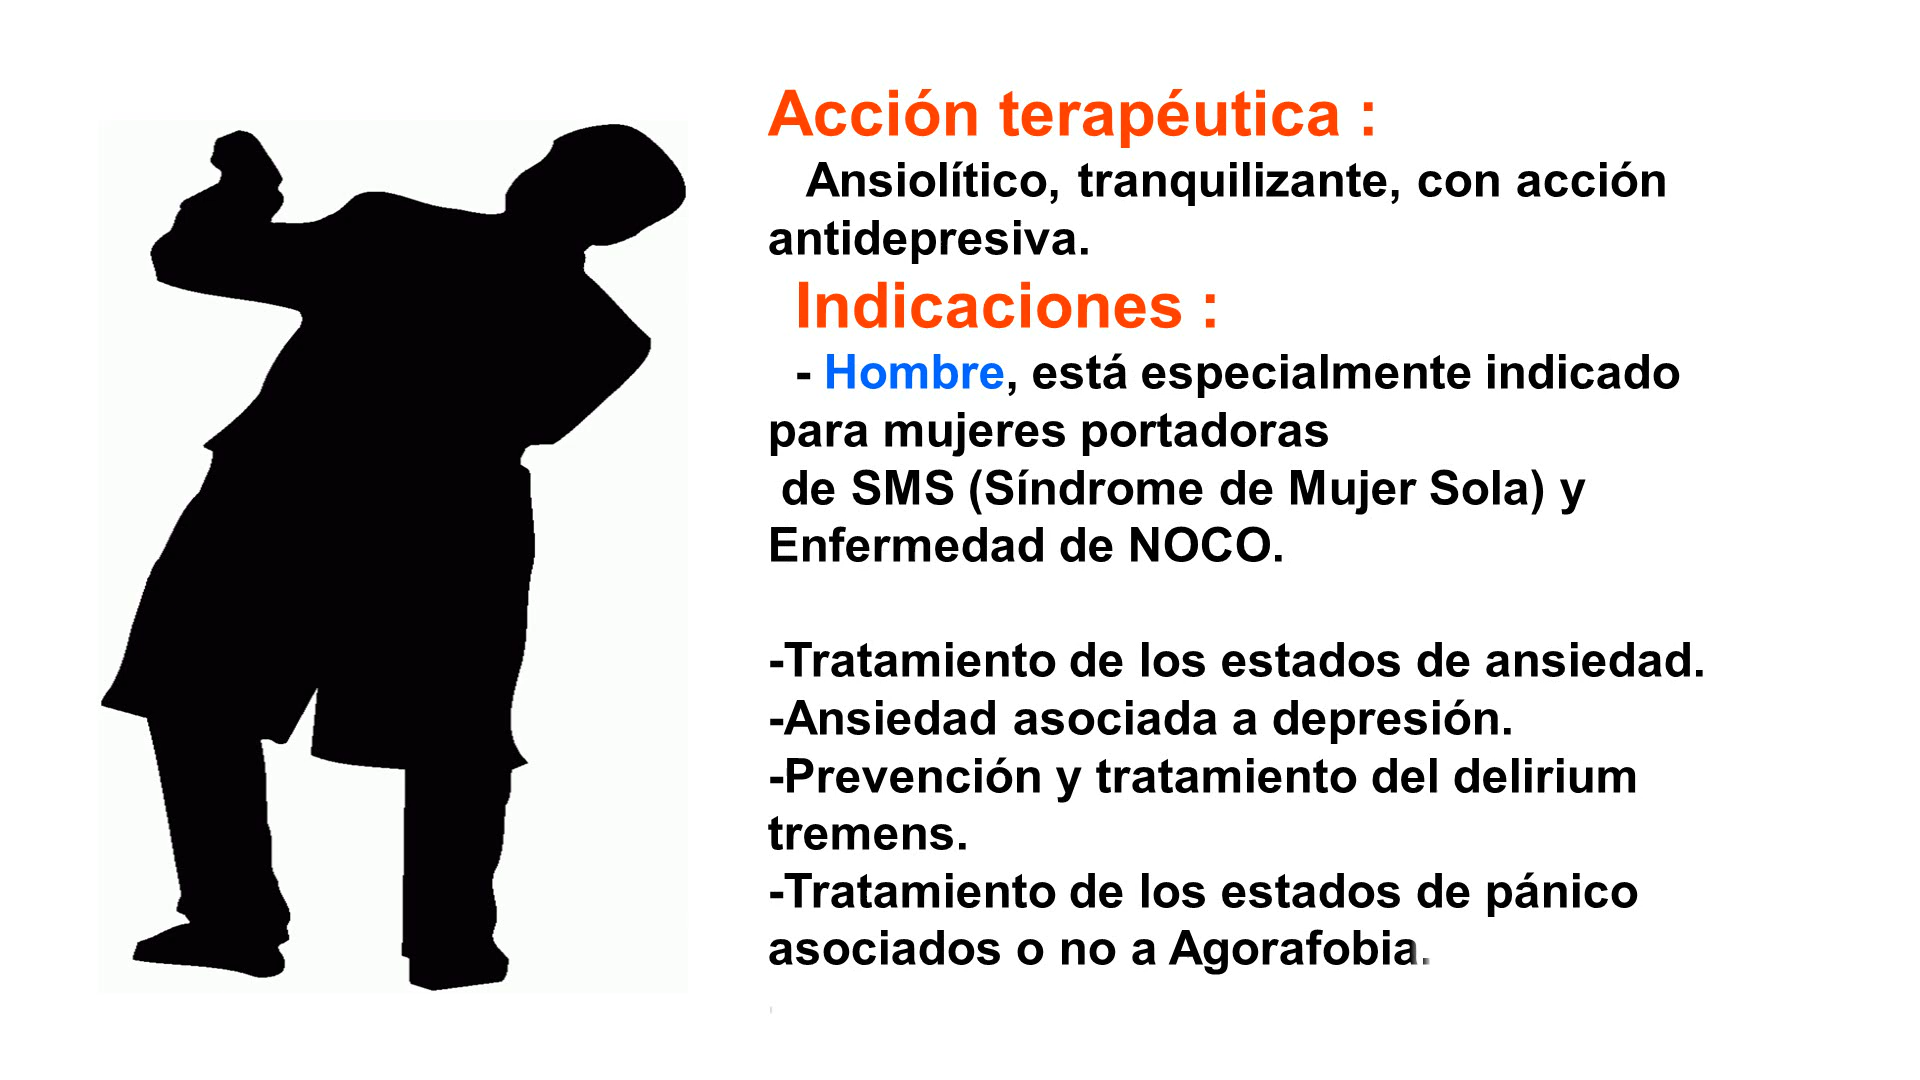 Acción terapéutica :
Ansiolítico, tranquilizante, con acción
antidepresiva.
Indicaciones :
- Hombre, está especialmente indicado
para mujeres portadoras
de SMS (Síndrome de Mujer Sola) y
Enfermedad de NOCO.
-Tratamiento de los estados de ansiedad.
-Ansiedad asociada a depresión.
-Prevención y tratamiento del delirium
tremens.
-Tratamiento de los estados de pánico
asociados o no a Agorafobia.